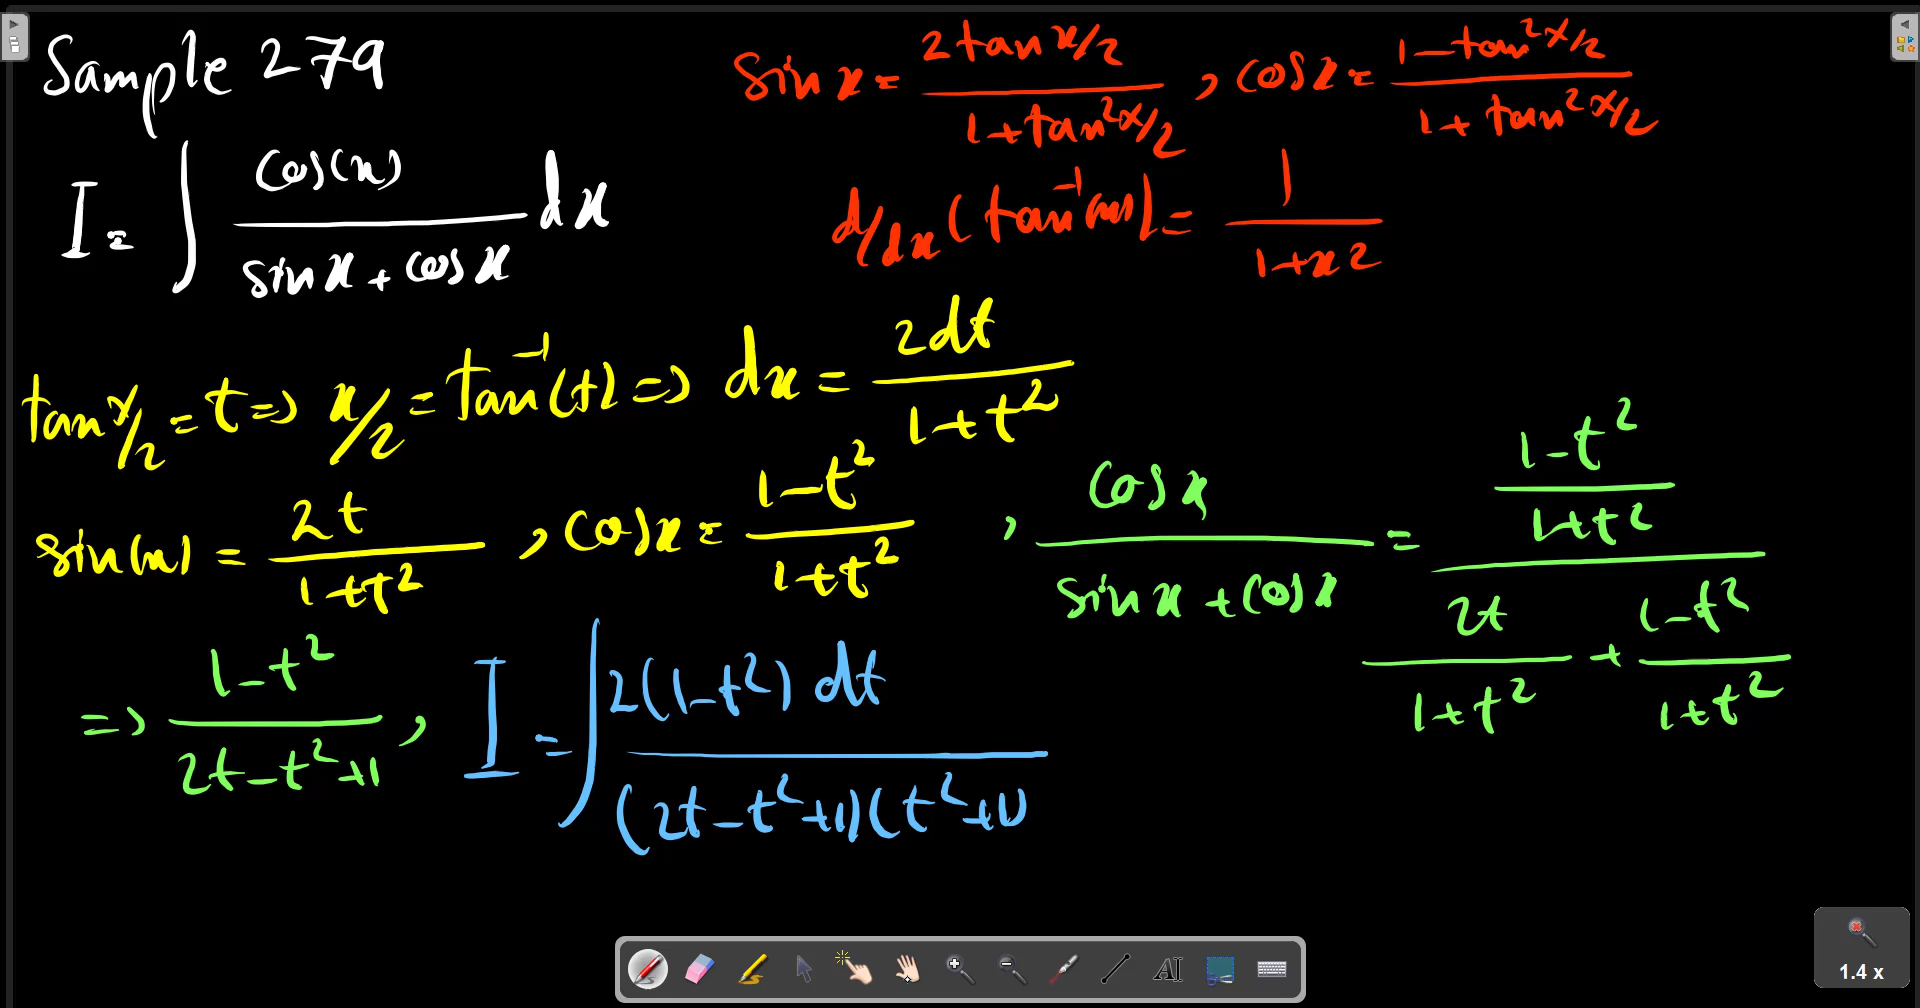 Sample 279
sin x = 2 tan x/2 / 1 + tan² x/2 , cos x = 1 - tan² x/2 / 1 + tan² x/2
I = ∫ cos(x) / sin x + cos x dx
d/dx (tan⁻¹(x)) = 1 / 1 + x²
tan x/2 = t => x/2 = tan⁻¹(t) => dx = 2dt / 1 + t²
sin(x) = 2t / 1 + t² , cos x = 1 - t² / 1 + t² , cos x / sin x + cos x = 1 - t² / 1 + t² / 2t / 1 + t² + 1 - t² / 1 + t²
=> 1 - t² / 2t - t² + 1 , I = ∫ 2(1 - t²) dt / (2t - t² + 1)(t² + 1)
1.4 x